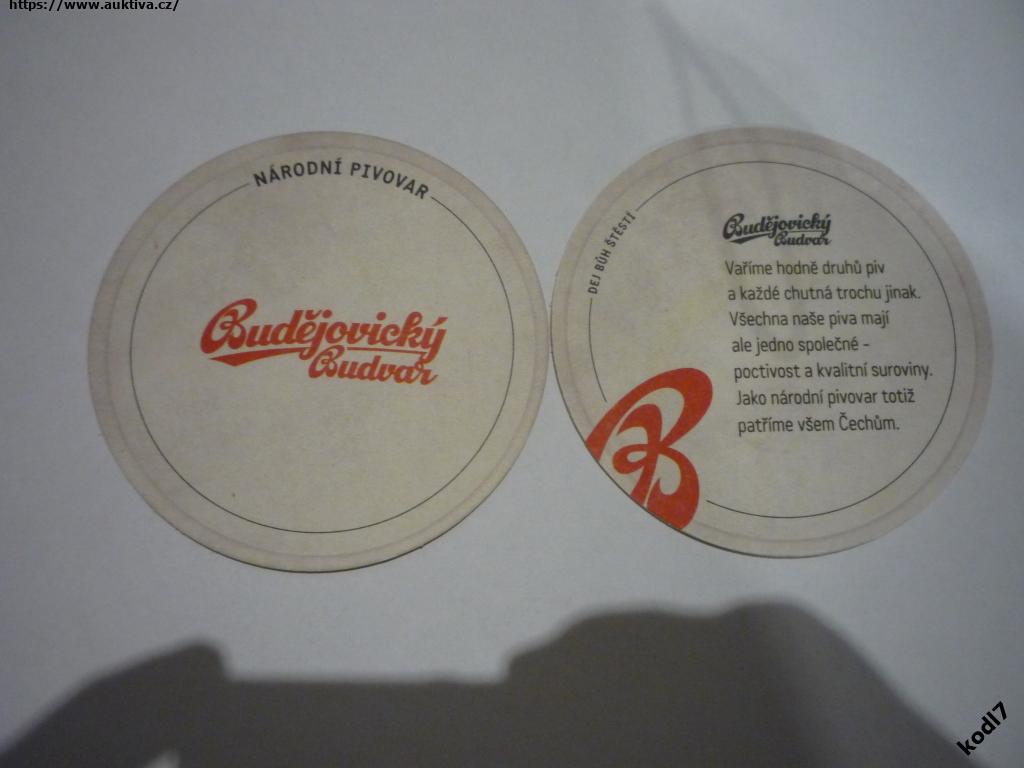 https://www.auktiva.cz/
NÁRODNÍ PIVOVAR
Budějovický
Budvar
DEJ BŮH ŠTĚSTÍ
Budějovický
Budvar
Vaříme hodně druhů piv
a každé chutná trochu jinak.
Všechna naše piva mají
ale jedno společné –
poctivost a kvalitní suroviny.
Jako národní pivovar totiž
patříme všem Čechům.
B
kodl7